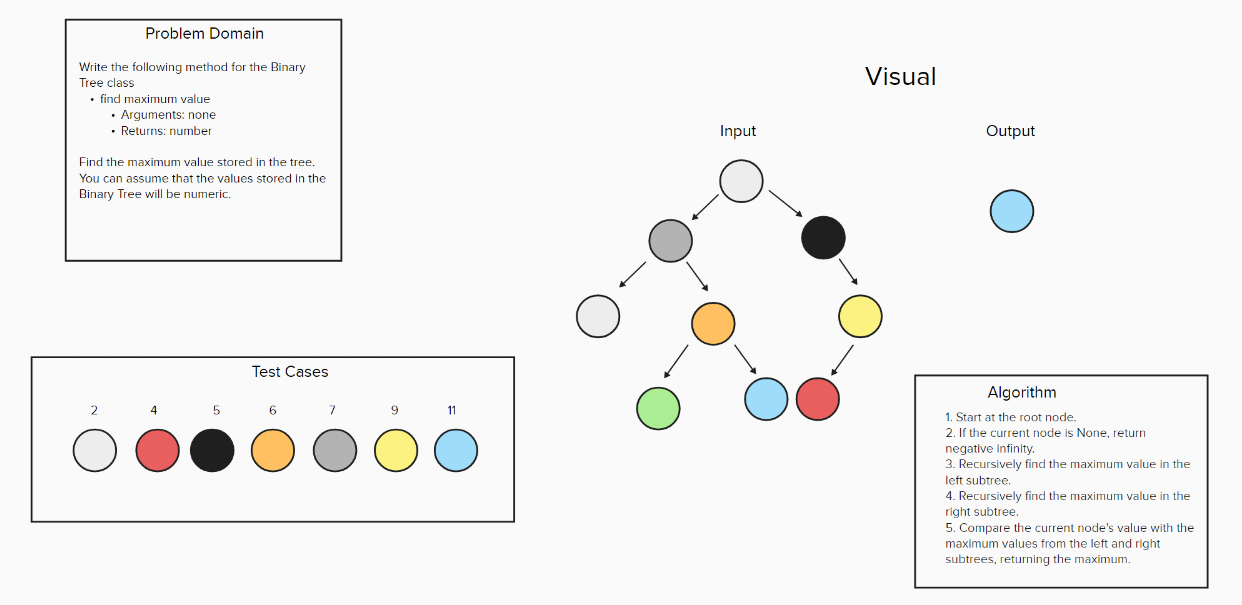 Problem Domain
Write the following method for the Binary
Tree class
• find maximum value
• Arguments: none
• Returns: number
Find the maximum value stored in the tree.
You can assume that the values stored in the
Binary Tree will be numeric.
Visual
Input
Output
Test Cases
2 4 5 6 7 9 11
Algorithm
1. Start at the root node.
2. If the current node is None, return
negative infinity.
3. Recursively find the maximum value in the
left subtree.
4. Recursively find the maximum value in the
right subtree.
5. Compare the current node's value with the
maximum values from the left and right
subtrees, returning the maximum.